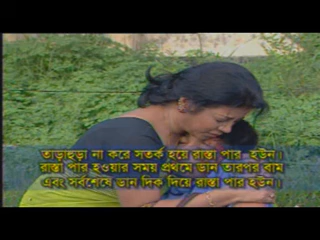 তাড়াহুড়া না করে সতর্ক হয়ে রাস্তা পার হউন।
রাস্তা পার হওয়ার সময় প্রথমে ডান তারপর বাম
এবং সর্বশেষে ডান দিক দিয়ে রাস্তা পার হউন।